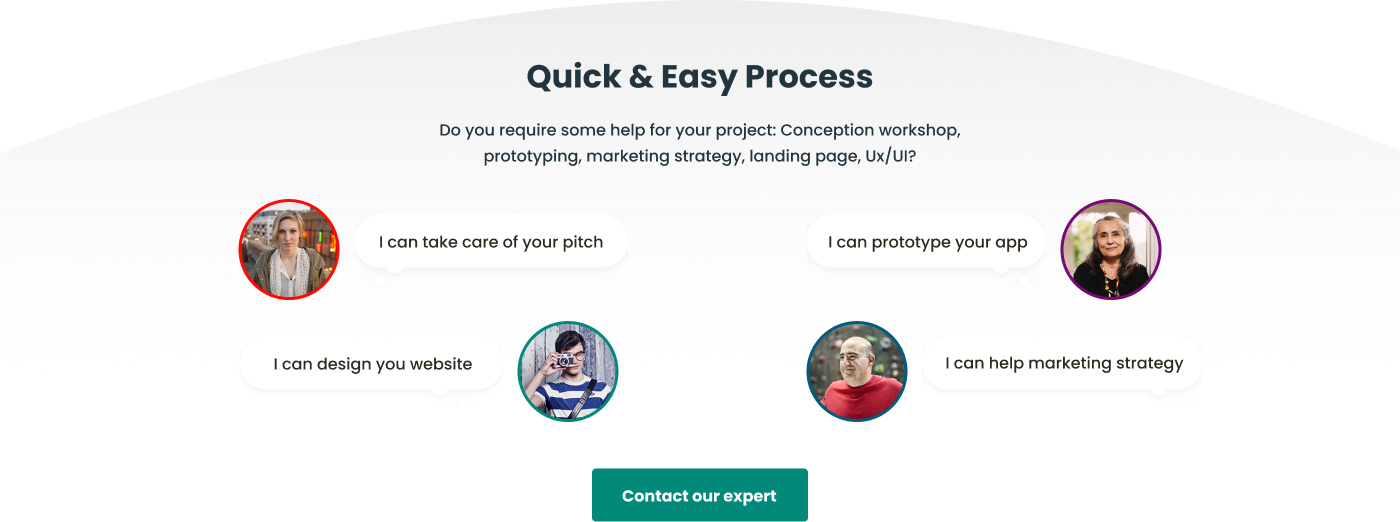 Quick & Easy Process
Do you require some help for your project: Conception workshop,
prototyping, marketing strategy, landing page, Ux/UI?
I can take care of your pitch
I can prototype your app
I can design you website
I can help marketing strategy
Contact our expert